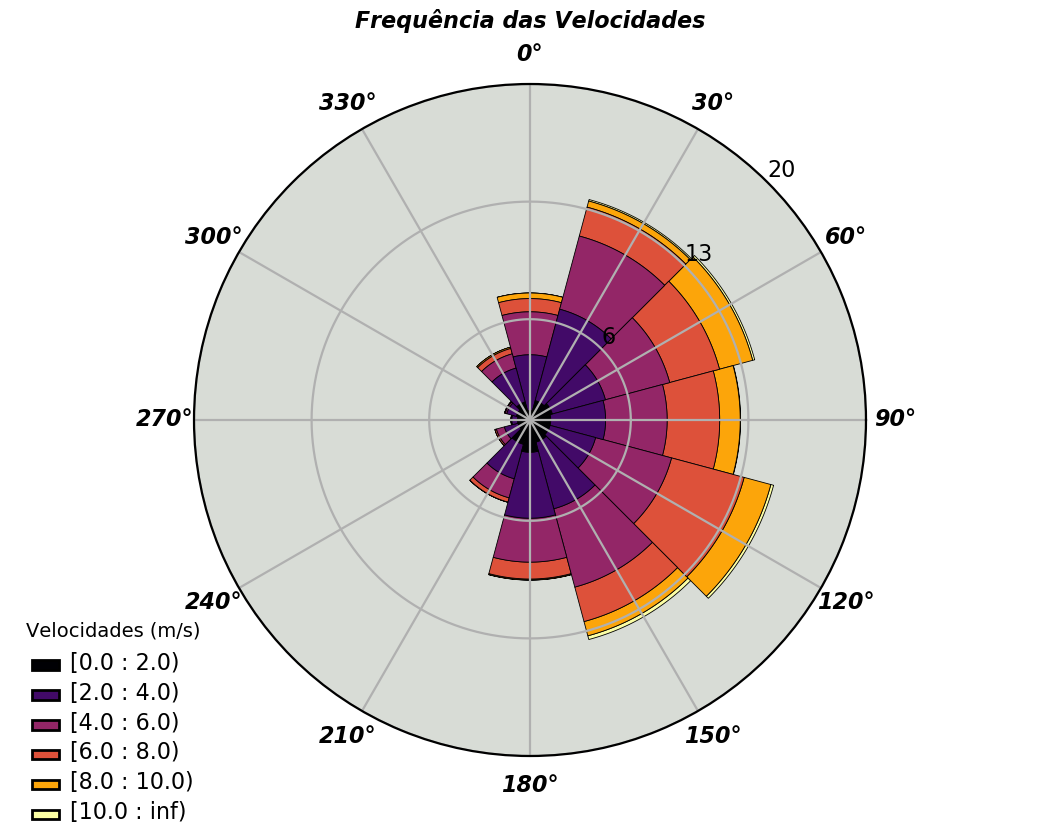 Frequência das Velocidades
0°
330°
30°
20
300°
60°
13
6
270°
90°
240°
120°
210°
150°
180°
Velocidades (m/s)
[0.0 : 2.0)
[2.0 : 4.0)
[4.0 : 6.0)
[6.0 : 8.0)
[8.0 : 10.0)
[10.0 : inf)